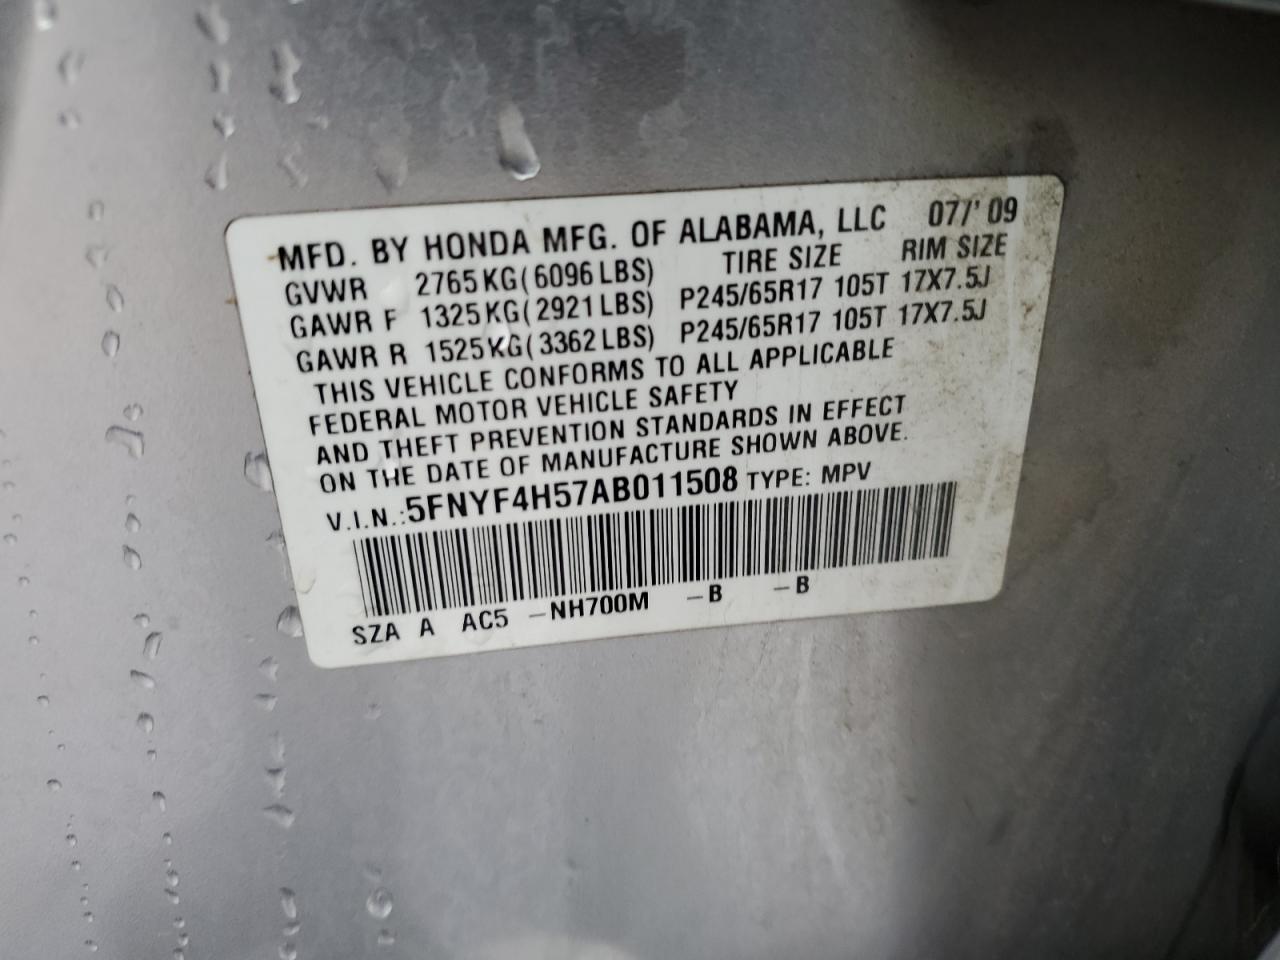 MFD. BY HONDA MFG. OF ALABAMA, LLC 07/'09
GVWR 2765KG(6096LBS) TIRE SIZE RIM SIZE
GAWR F 1325KG(2921LBS) P245/65R17 105T 17X7.5J
GAWR R 1525KG(3362LBS) P245/65R17 105T 17X7.5J
THIS VEHICLE CONFORMS TO ALL APPLICABLE
FEDERAL MOTOR VEHICLE SAFETY
AND THEFT PREVENTION STANDARDS IN EFFECT
ON THE DATE OF MANUFACTURE SHOWN ABOVE.
V.I.N.:5FNYF4H57AB011508 TYPE: MPV
SZA A AC5 -NH700M -B -B